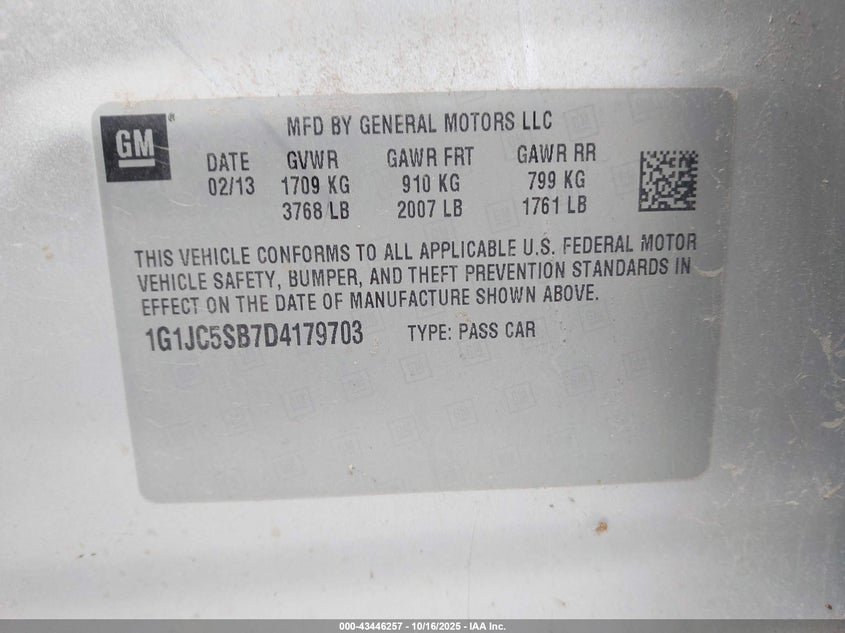 GM®
MFD BY GENERAL MOTORS LLC
DATE GVWR GAWR FRT GAWR RR
02/13 1709 KG 910 KG 799 KG
3768 LB 2007 LB 1761 LB
THIS VEHICLE CONFORMS TO ALL APPLICABLE U.S. FEDERAL MOTOR
VEHICLE SAFETY, BUMPER, AND THEFT PREVENTION STANDARDS IN
EFFECT ON THE DATE OF MANUFACTURE SHOWN ABOVE.
1G1JC5SB7D4179703 TYPE: PASS CAR
000-43446257 - 10/16/2025 - IAA Inc.